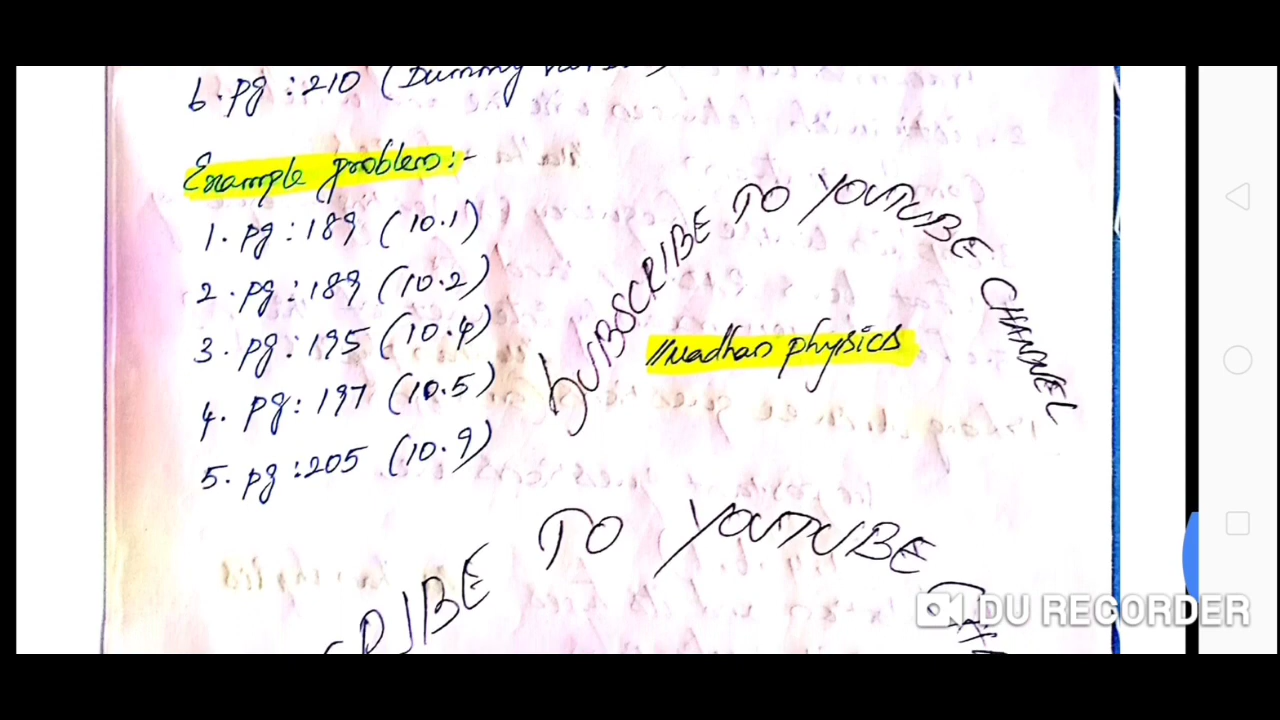 6. pg : 210 (Dummy
Example problem:-
1. pg : 189 (10.1)
2. pg : 189 (10.2)
3. pg : 195 (10.4)
4. pg : 197 (10.5)
5. pg : 205 (10.9)
SUBSCRIBE TO YOUTUBE CHANNEL
Madhan physics
TO YOUTUBE
DU RECORDER